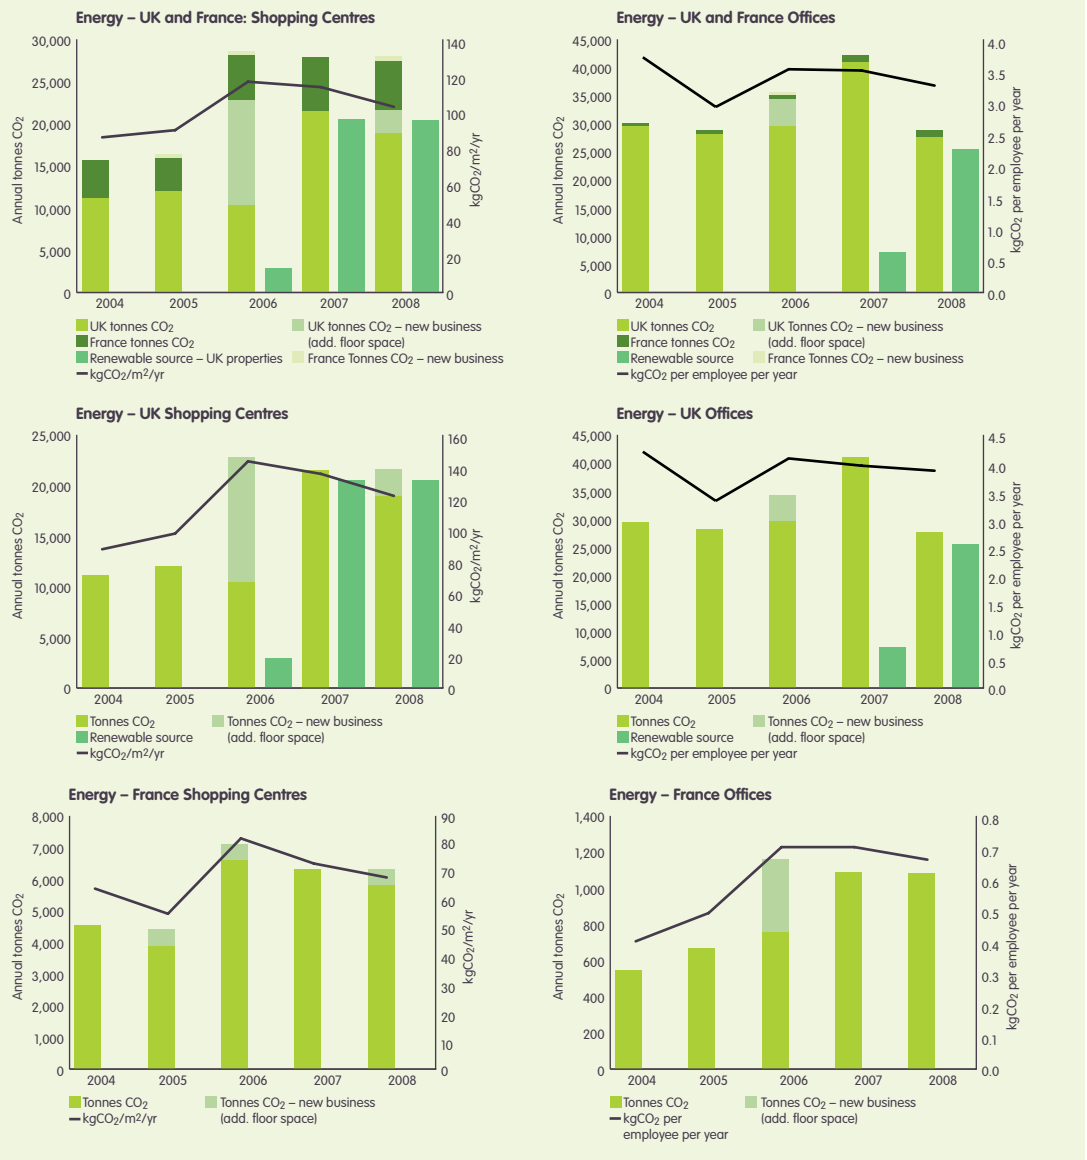 Energy – UK and France: Shopping Centres
Annual tonnes CO2
30,000
25,000
20,000
15,000
10,000
5,000
0
140
120
100
80
60
40
20
0
kgCO2/m2/yr
2004 2005 2006 2007 2008
UK tonnes CO2
France tonnes CO2
Renewable source – UK properties
kgCO2/m2/yr
UK tonnes CO2 – new business
(add. floor space)
France Tonnes CO2 – new business
Energy – UK and France Offices
Annual tonnes CO2
45,000
40,000
35,000
30,000
25,000
20,000
15,000
10,000
5,000
0
4.0
3.5
3.0
2.5
2.0
1.5
1.0
0.5
0.0
kgCO2 per employee per year
2004 2005 2006 2007 2008
UK tonnes CO2
France tonnes CO2
Renewable source
kgCO2 per employee per year
UK Tonnes CO2 – new business
(add. floor space)
France Tonnes CO2 – new business
Energy – UK Shopping Centres
Annual tonnes CO2
25,000
20,000
15,000
10,000
5,000
0
160
140
120
100
80
60
40
20
0
kgCO2/m2/yr
2004 2005 2006 2007 2008
Tonnes CO2
Renewable source
kgCO2/m2/yr
Tonnes CO2 – new business
(add. floor space)
Energy – UK Offices
Annual tonnes CO2
45,000
40,000
35,000
30,000
25,000
20,000
15,000
10,000
5,000
0
4.5
4.0
3.5
3.0
2.5
2.0
1.5
1.0
0.5
0.0
kgCO2 per employee per year
2004 2005 2006 2007 2008
Tonnes CO2
Renewable source
kgCO2 per employee per year
Tonnes CO2 – new business
(add. floor space)
Energy – France Shopping Centres
Annual tonnes CO2
8,000
7,000
6,000
5,000
4,000
3,000
2,000
1,000
0
90
80
70
60
50
40
30
20
10
0
kgCO2/m2/yr
2004 2005 2006 2007 2008
Tonnes CO2
kgCO2/m2/yr
Tonnes CO2 – new business
(add. floor space)
Energy – France Offices
Annual tonnes CO2
1,400
1,200
1,000
800
600
400
200
0
0.8
0.7
0.6
0.5
0.4
0.3
0.2
0.1
0.0
kgCO2 per employee per year
2004 2005 2006 2007 2008
Tonnes CO2
kgCO2 per
employee per year
Tonnes CO2 – new business
(add. floor space)